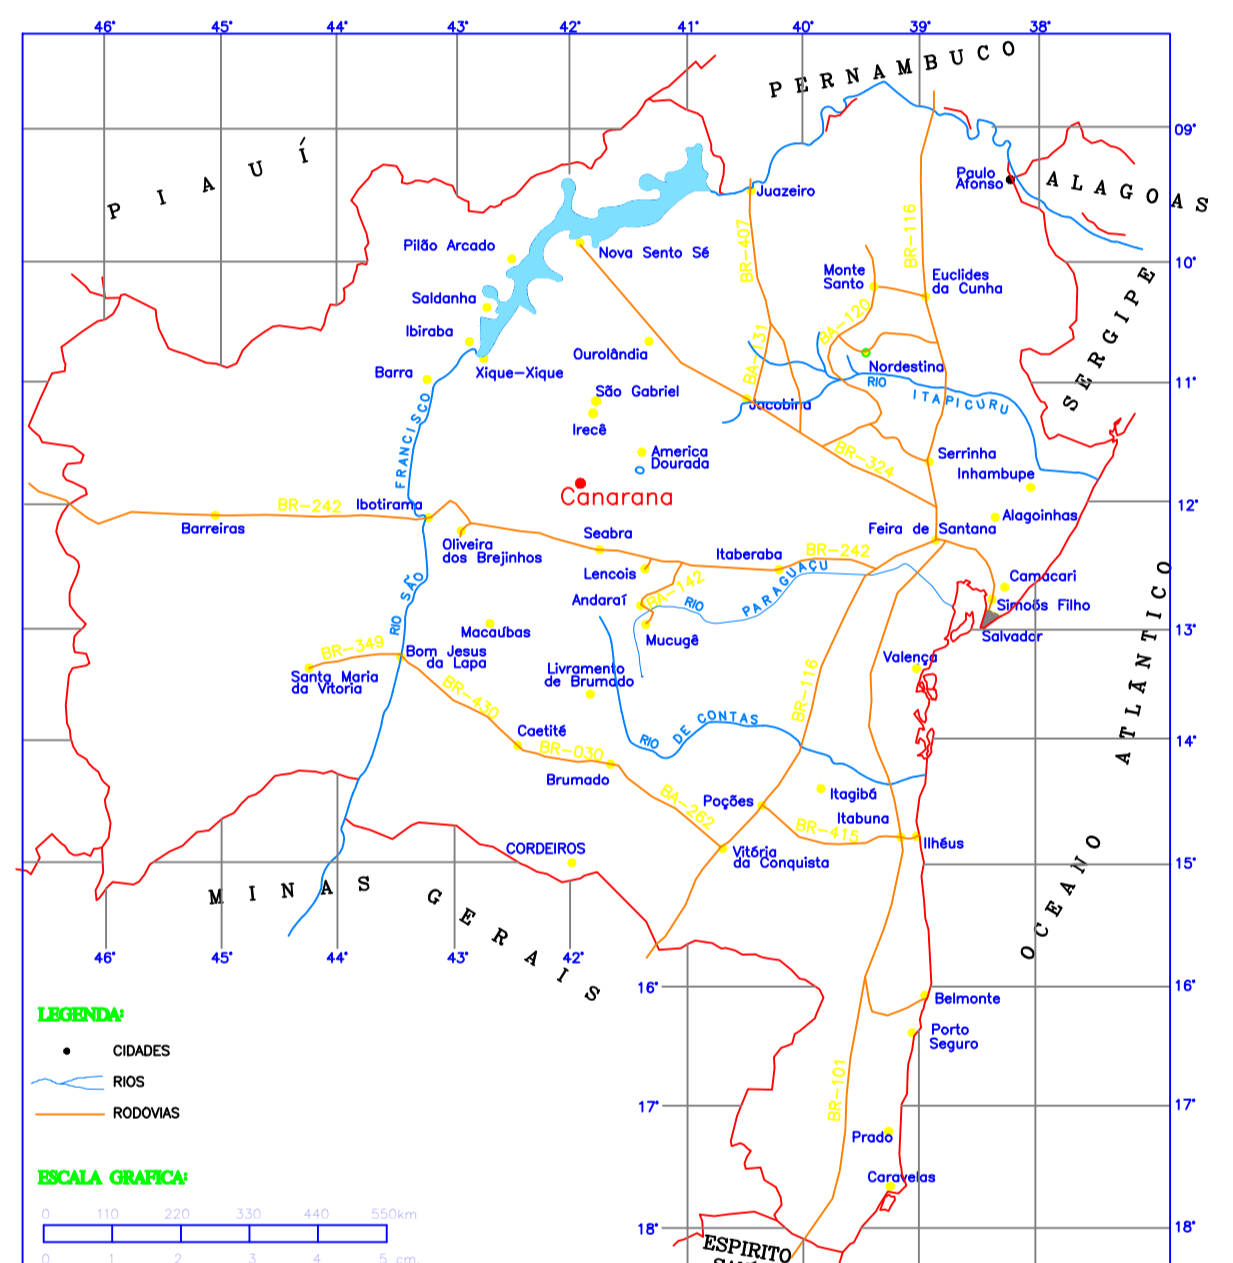 46° 45° 44° 43° 42° 41° 40° 39° 38°
PERNAMBUCO
09°
PIAUÍ
Paulo
Afonso
ALAGOAS
Juazeiro
BR-407
BR-116
Pilão Arcado
Nova Sento Sé
10°
Monte
Santo
Euclides
da Cunha
SERGIPE
Saldanha
BA-120
Ibiraba
Ourolândia
BA-131
Nordestina
Barra
Xique-Xique
RIO ITAPICURU
11°
São Gabriel
Jacobina
Irecê
FRANCISCO
America
Dourada
BR-324
Serrinha
Inhambupe
Canarana
BR-242
Ibotirama
12°
Barreiras
Alagoinhas
Seabra
Feira de Santana
Oliveira
dos Brejinhos
Itaberaba
BR-242
Lencois
Camacari
RIO SÃO
BA-142
Andaraí
RIO PARAGUAÇU
Simoõs Filho
Macaúbas
Mucugê
Salvador
13°
BR-349
Bom Jesus
da Lapa
Valença
Santa Maria
da Vitoria
Livramento
de Brumado
BR-430
BR-116
ATLÂNTICO
Caetité
RIO DE CONTAS
14°
BR-030
Brumado
BA-262
Poções
Itagibá
Itabuna
BR-415
Ilhéus
OCEANO
CORDEIROS
Vitória
da Conquista
15°
MINAS GERAIS
46° 45° 44° 43° 42°
16° 16°
Belmonte
LEGENDA:
Porto
Seguro
CIDADES
RIOS
BR-101
17° 17°
RODOVIAS
Prado
ESCALA GRAFICA:
Caravelas
0 110 220 330 440 550km
18° 18°
ESPIRITO
0 1 2 3 4 5 cm.